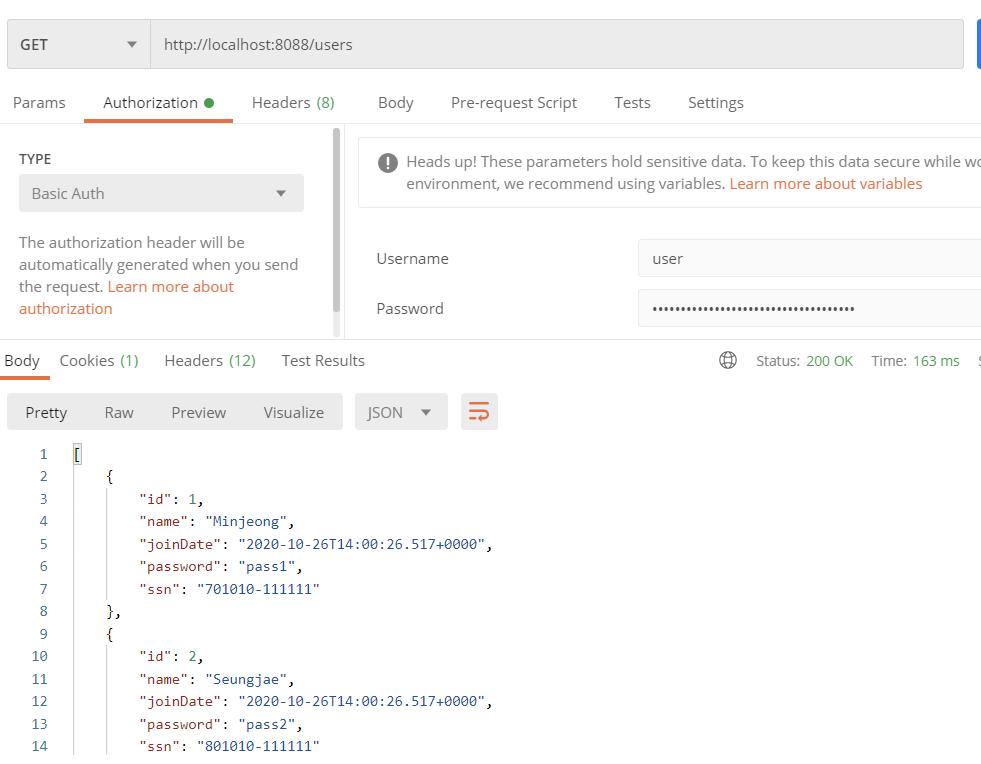 GET http://localhost:8088/users
Params Authorization Headers (8) Body Pre-request Script Tests Settings
TYPE
Basic Auth
The authorization header will be
automatically generated when you send
the request. Learn more about
authorization
Heads up! These parameters hold sensitive data. To keep this data secure while
environment, we recommend using variables. Learn more about variables
Username user
Password ••••••••••••••••••••••••••••••••••••
Body Cookies (1) Headers (12) Test Results Status: 200 OK Time: 163 ms
Pretty Raw Preview Visualize JSON
1 [
2 {
3 "id": 1,
4 "name": "Minjeong",
5 "joinDate": "2020-10-26T14:00:26.517+0000",
6 "password": "pass1",
7 "ssn": "701010-111111"
8 },
9 {
10 "id": 2,
11 "name": "Seungjae",
12 "joinDate": "2020-10-26T14:00:26.517+0000",
13 "password": "pass2",
14 "ssn": "801010-111111"